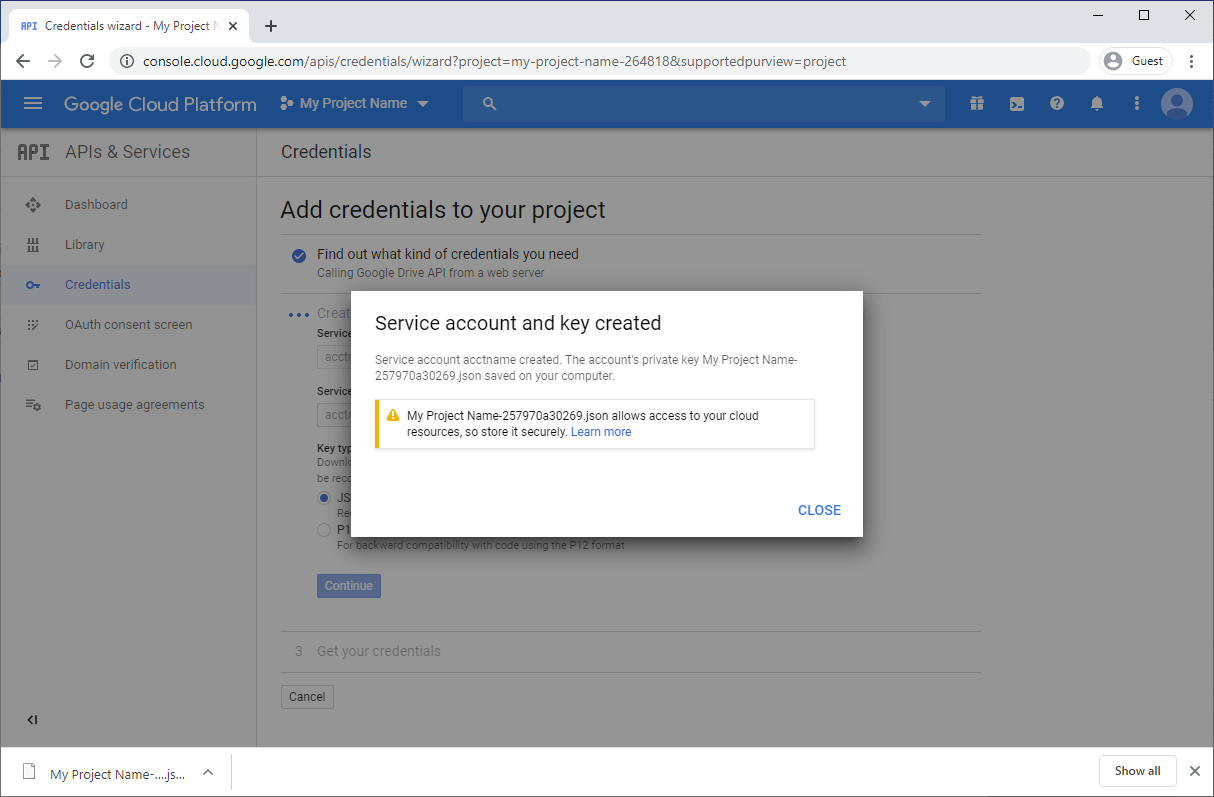 API Credentials wizard - My Project N
console.cloud.google.com/apis/credentials/wizard?project=my-project-name-264818&supportedpurview=project
Guest
Google Cloud Platform
My Project Name
API APIs & Services
Credentials
Dashboard
Library
Credentials
OAuth consent screen
Domain verification
Page usage agreements
Add credentials to your project
Find out what kind of credentials you need
Calling Google Drive API from a web server
Creat
Service
acctn
Service
acctn
Key typ
Downlo
be reco
JS
Re
P1
For backward compatibility with code using the P12 format
Continue
Service account and key created
Service account acctname created. The account's private key My Project Name-
257970a30269.json saved on your computer.
My Project Name-257970a30269.json allows access to your cloud
resources, so store it securely. Learn more
CLOSE
3 Get your credentials
Cancel
My Project Name-....js...
Show all